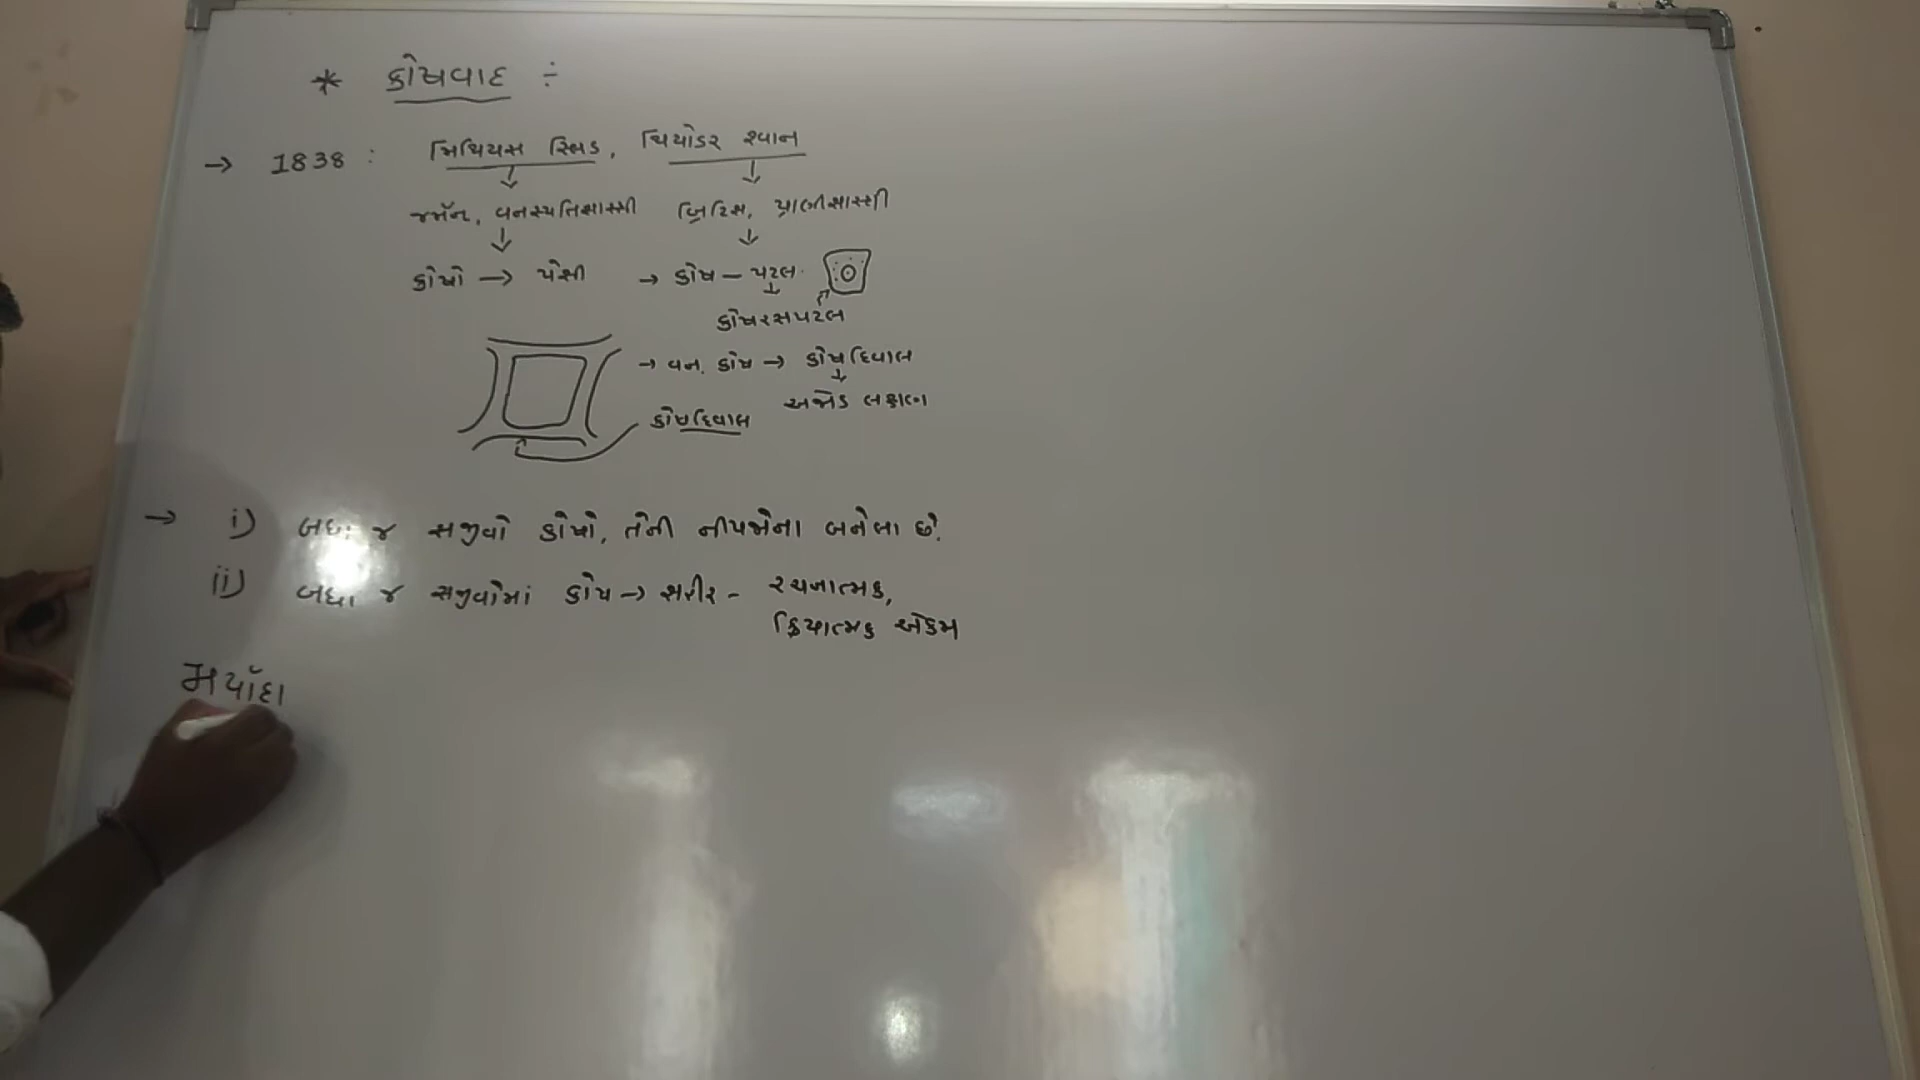 * કોષવાદ ÷
→ 1838 : મિથિયસ સ્લિડ, થિયોડર શ્વાન
જર્મન, વનસ્પતિશાસ્ત્રી બ્રિટિસ, પ્રાણીશાસ્ત્રી
કોષો → પેશી → કોષ – પટલ
કોષરસપટલ
→ વન. કોષ → કોષદિવાલ
અજોડ લક્ષણ
કોષદિવાલ
→ i) બધા જ સજીવો કોષો, તેની નીપજોના બનેલા છે.
ii) બધા જ સજીવોમાં કોષ → શરીર - રચનાત્મક,
ક્રિયાત્મક એકમ
મર્યાદા